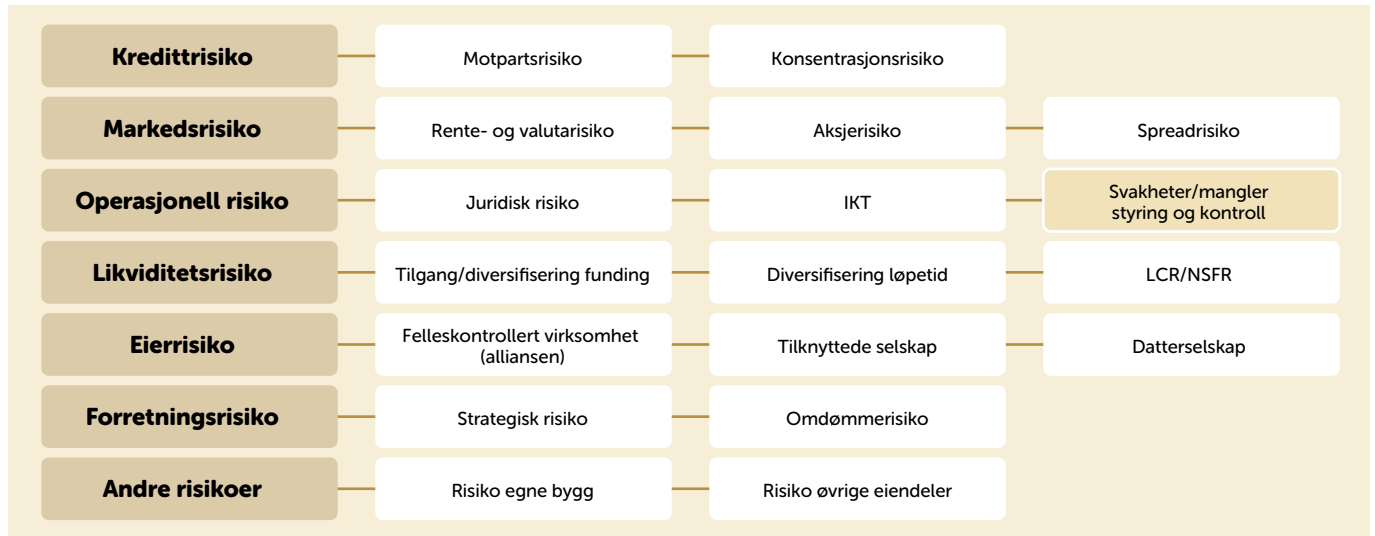 Kredittrisiko
Motpartsrisiko
Konsentrasjonsrisiko
Markedsrisiko
Rente- og valutarisiko
Aksjerisiko
Spreadrisiko
Operasjonell risiko
Juridisk risiko
IKT
Svakheter/mangler
styring og kontroll
Likviditetsrisiko
Tilgang/diversifisering funding
Diversifisering løpetid
LCR/NSFR
Eierrisiko
Felleskontrollert virksomhet
(alliansen)
Tilknyttede selskap
Datterselskap
Forretningsrisiko
Strategisk risiko
Omdømmerisiko
Andre risikoer
Risiko egne bygg
Risiko øvrige eiendeler